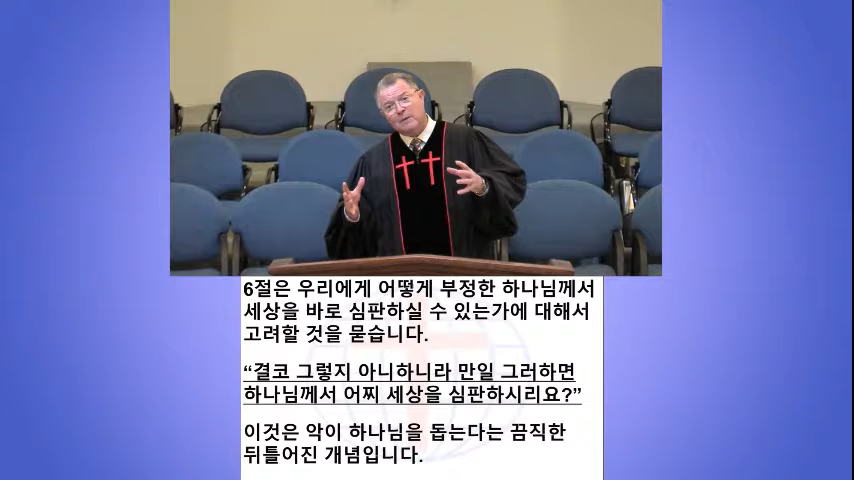 6절은 우리에게 어떻게 부정한 하나님께서
세상을 바로 심판하실 수 있는가에 대해서
고려할 것을 묻습니다.
“결코 그렇지 아니하니라 만일 그러하면
하나님께서 어찌 세상을 심판하시리요?”
이것은 악이 하나님을 돕는다는 끔직한
뒤틀어진 개념입니다.